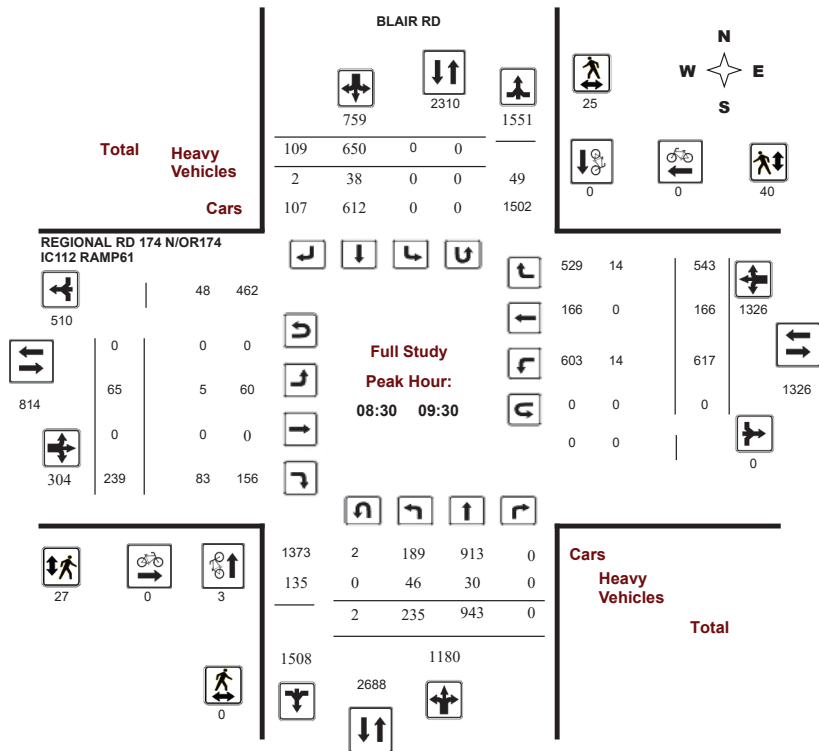 BLAIR RD
N
W E
S
2310
25
759 1551
Total Heavy Vehicles
109 650 0 0
2 38 0 0 49
Cars 107 612 0 0 1502
0 0 40
REGIONAL RD 174 N/OR174
IC112 RAMP61
48 462
510
529 14 543
1326
166 0 166
0 0 0
Full Study
603 14 617
814 1326
65 5 60
Peak Hour:
0 0 0
08:30 09:30
0 0 0
0 0
0
304 239 83 156
1373 2 189 913 0 Cars
135 0 46 30 0 Heavy
Vehicles
27 0 3
2 235 943 0 Total
1508 1180
2688
0